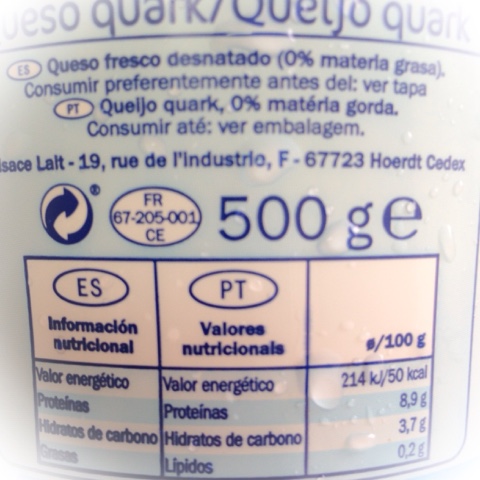 ueso quark/Queijo quark
ES Queso fresco desnatado (0% materia grasa).
Consumir preferentemente antes del: ver tapa
PT Queijo quark, 0% matéria gorda.
Consumir até: ver embalagem.
lsace Lait - 19, rue de l'Industrie, F - 67723 Hoerdt Cedex
® FR
67-205-001
CE
500 g e
ES PT
Información nutricional Valores nutricionais ø/100 g
Valor energético Valor energético 214 kJ/50 kcal
Proteínas Proteínas 8,9 g
Hidratos de carbono Hidratos de carbono 3,7 g
Grasas Lípidos 0,2 g